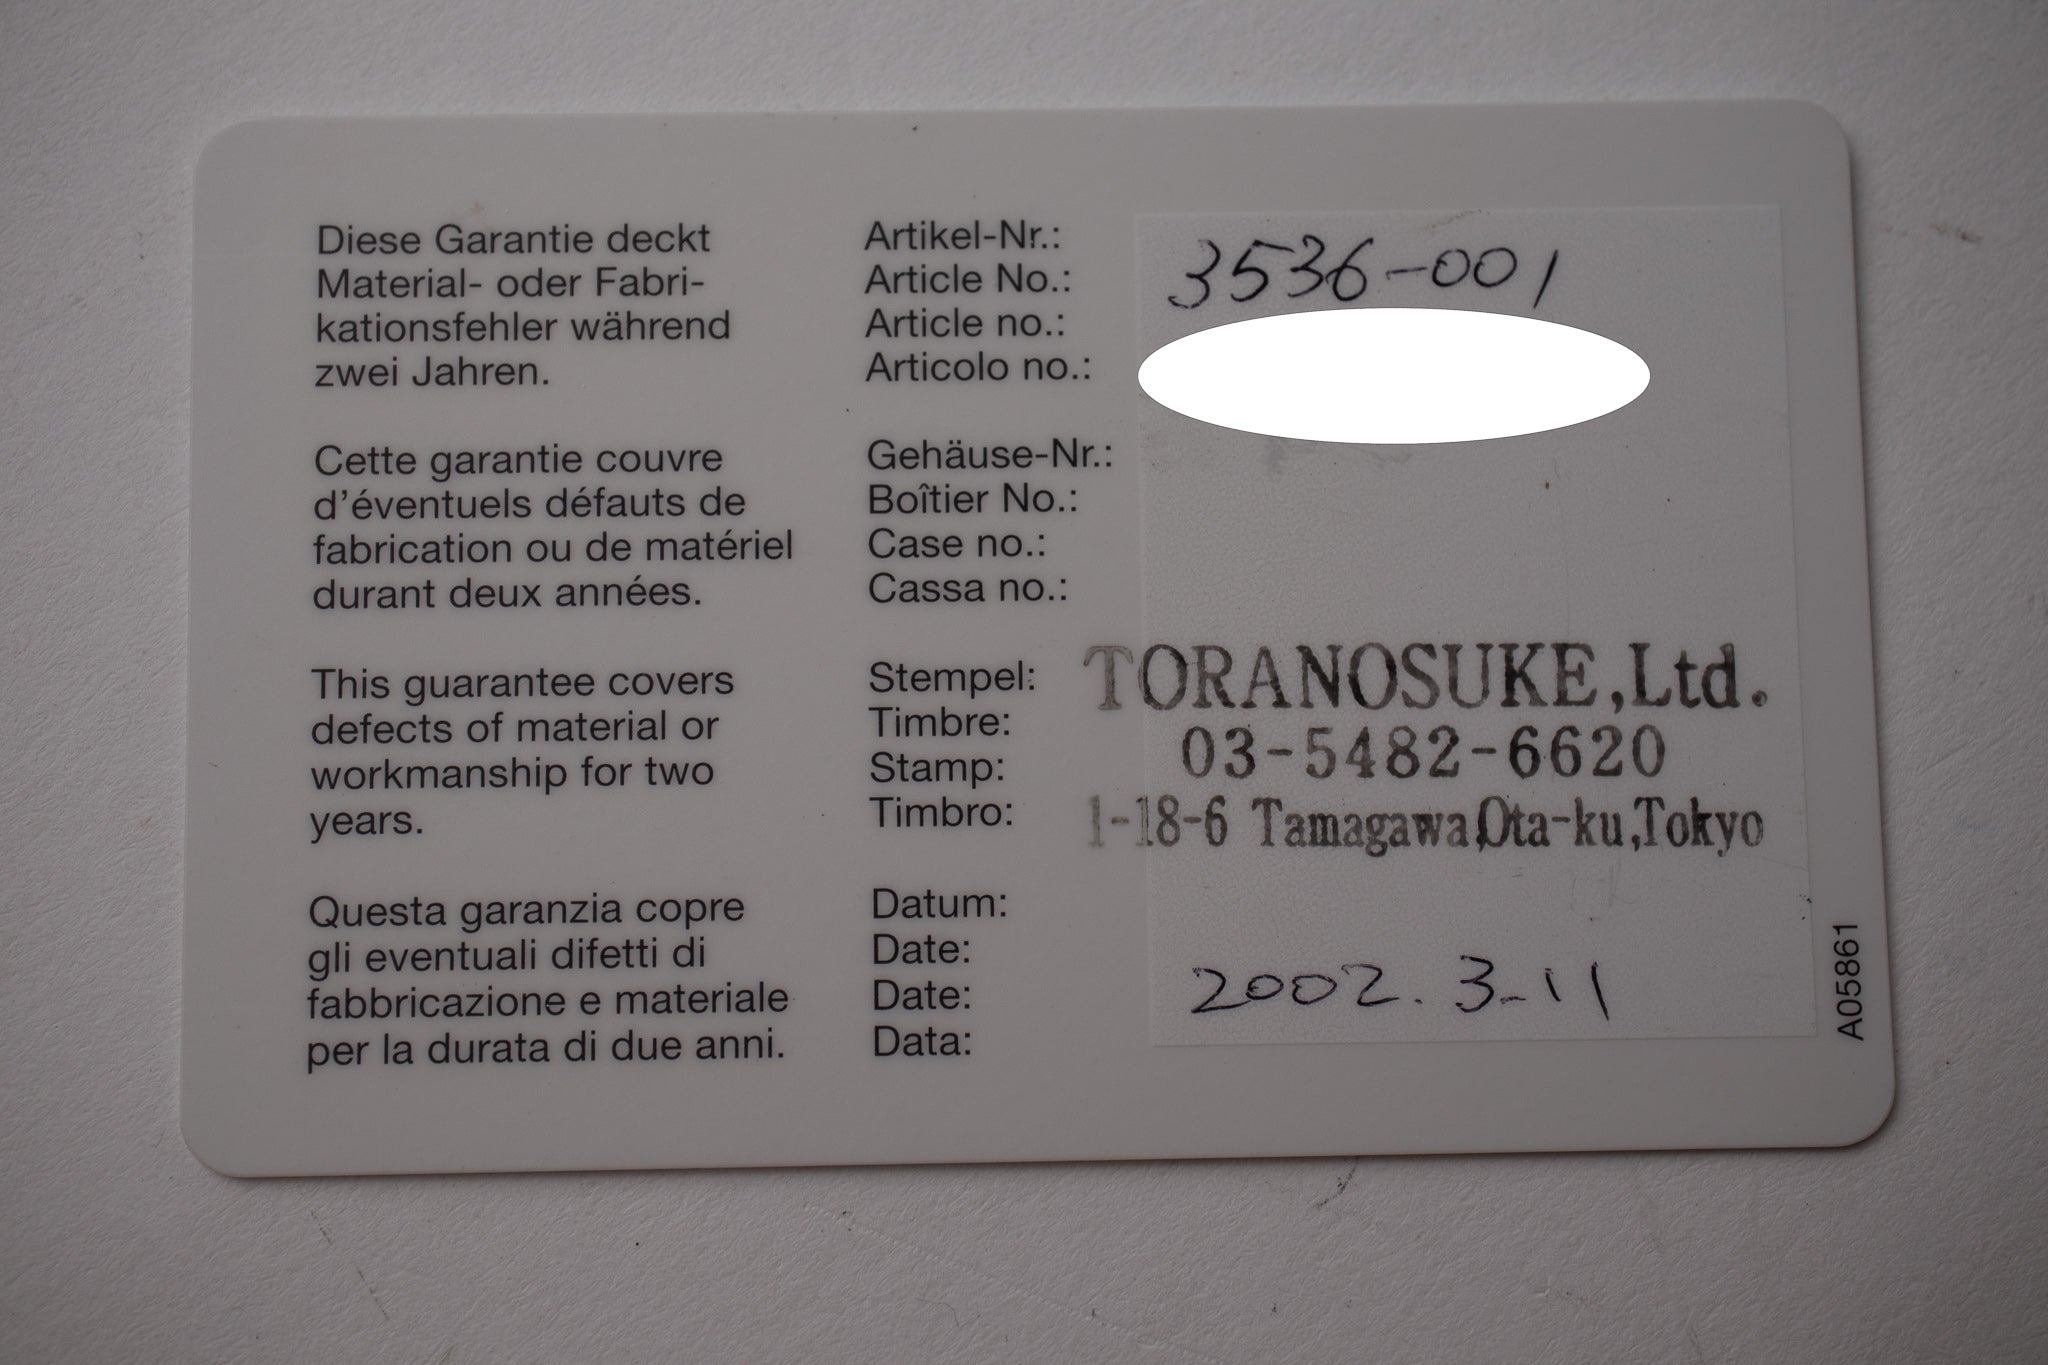 Diese Garantie deckt
Material- oder Fabri-
kationsfehler während
zwei Jahren.
Cette garantie couvre
d'éventuels défauts de
fabrication ou de matériel
durant deux années.
This guarantee covers
defects of material or
workmanship for two
years.
Questa garanzia copre
gli eventuali difetti di
fabbricazione e materiale
per la durata di due anni.
Artikel-Nr.:
Article No.:
Article no.:
Articolo no.:
3536-001
Gehäuse-Nr.:
Boîtier No.:
Case no.:
Cassa no.:
Stempel:
Timbre:
Stamp:
Timbro:
TORANOSUKE,Ltd.
03-5482-6620
1-18-6 Tamagawa,Ota-ku,Tokyo
Datum:
Date:
Date:
Data:
2002.3-11
A05861